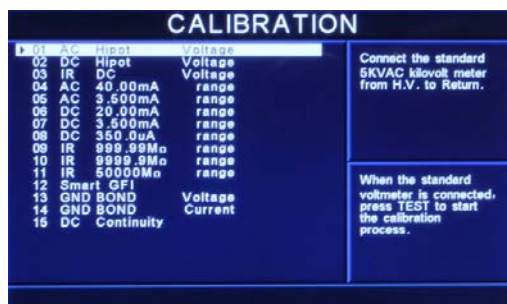 CALIBRATION
01 AC Hipot Voltage
02 DC Hipot Voltage
03 IR DC Voltage
04 AC 40.00mA range
05 AC 3.500mA range
06 DC 20.00mA range
07 DC 3.500mA range
08 DC 350.0uA range
09 IR 999.99MΩ range
10 IR 9999.9MΩ range
11 IR 50000MΩ range
12 Smart GFI
13 GND BOND Voltage
14 GND BOND Current
15 DC Continuity
Connect the standard
5KVAC kilovolt meter
from H.V. to Return.
When the standard
voltmeter is connected,
press TEST to start
the calibration
process.